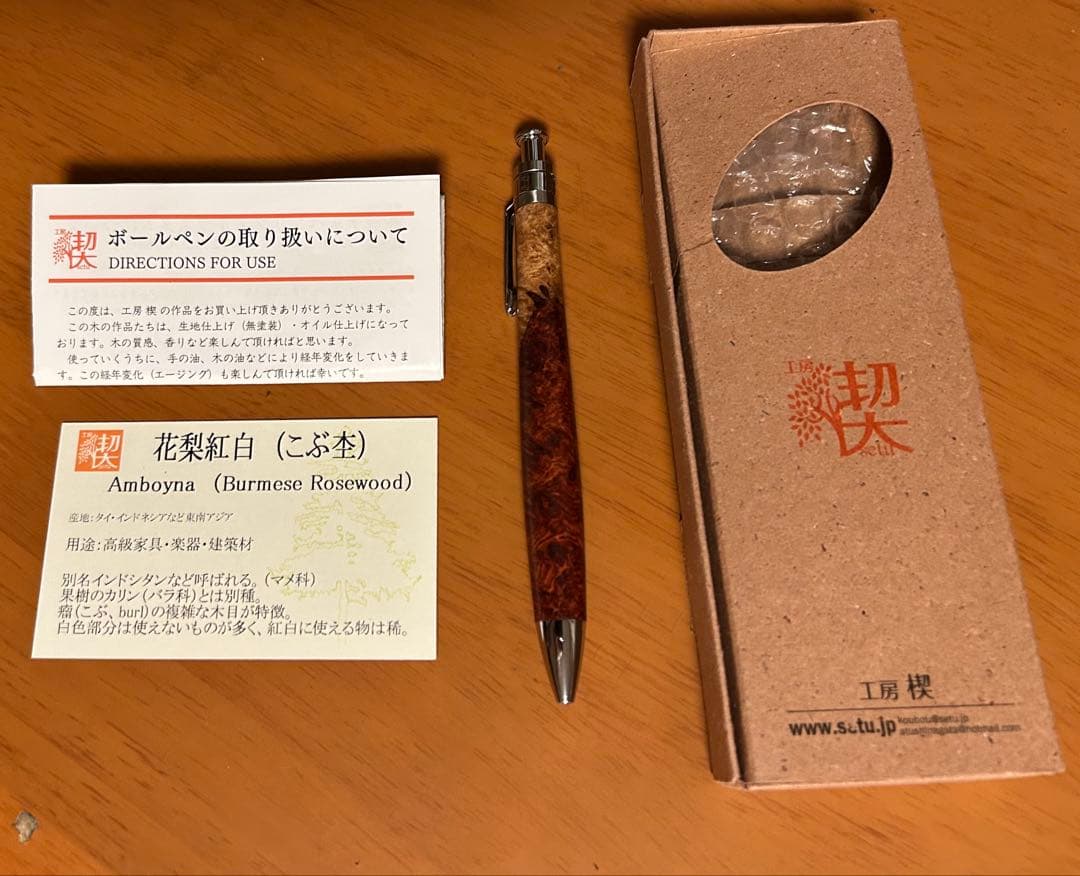 工房
楔
ボールペンの取り扱いについて
DIRECTIONS FOR USE
この度は、工房 楔 の作品をお買い上げ頂きありがとうございます。
この木の作品たちは、生地仕上げ（無塗装）・オイル仕上げになって
おります。木の質感、香りなど楽しんで頂ければと思います。
使っていくうちに、手の油、木の油などにより経年変化をしていきま
す。この経年変化（エージング）も楽しんで頂ければ幸いです。
工房
楔
花梨紅白 （こぶ杢）
Amboyna （Burmese Rosewood）
産地：タイ・インドネシアなど東南アジア
用途：高級家具・楽器・建築材
別名インドシタンなど呼ばれる。（マメ科）
果樹のカリン（バラ科）とは別種。
瘤（こぶ、burl）の複雑な木目が特徴。
白色部分は使えないものが多く、紅白に使える物は稀。
工房
楔
setu
工房 楔
www.setu.jp
koubou@setu.jp